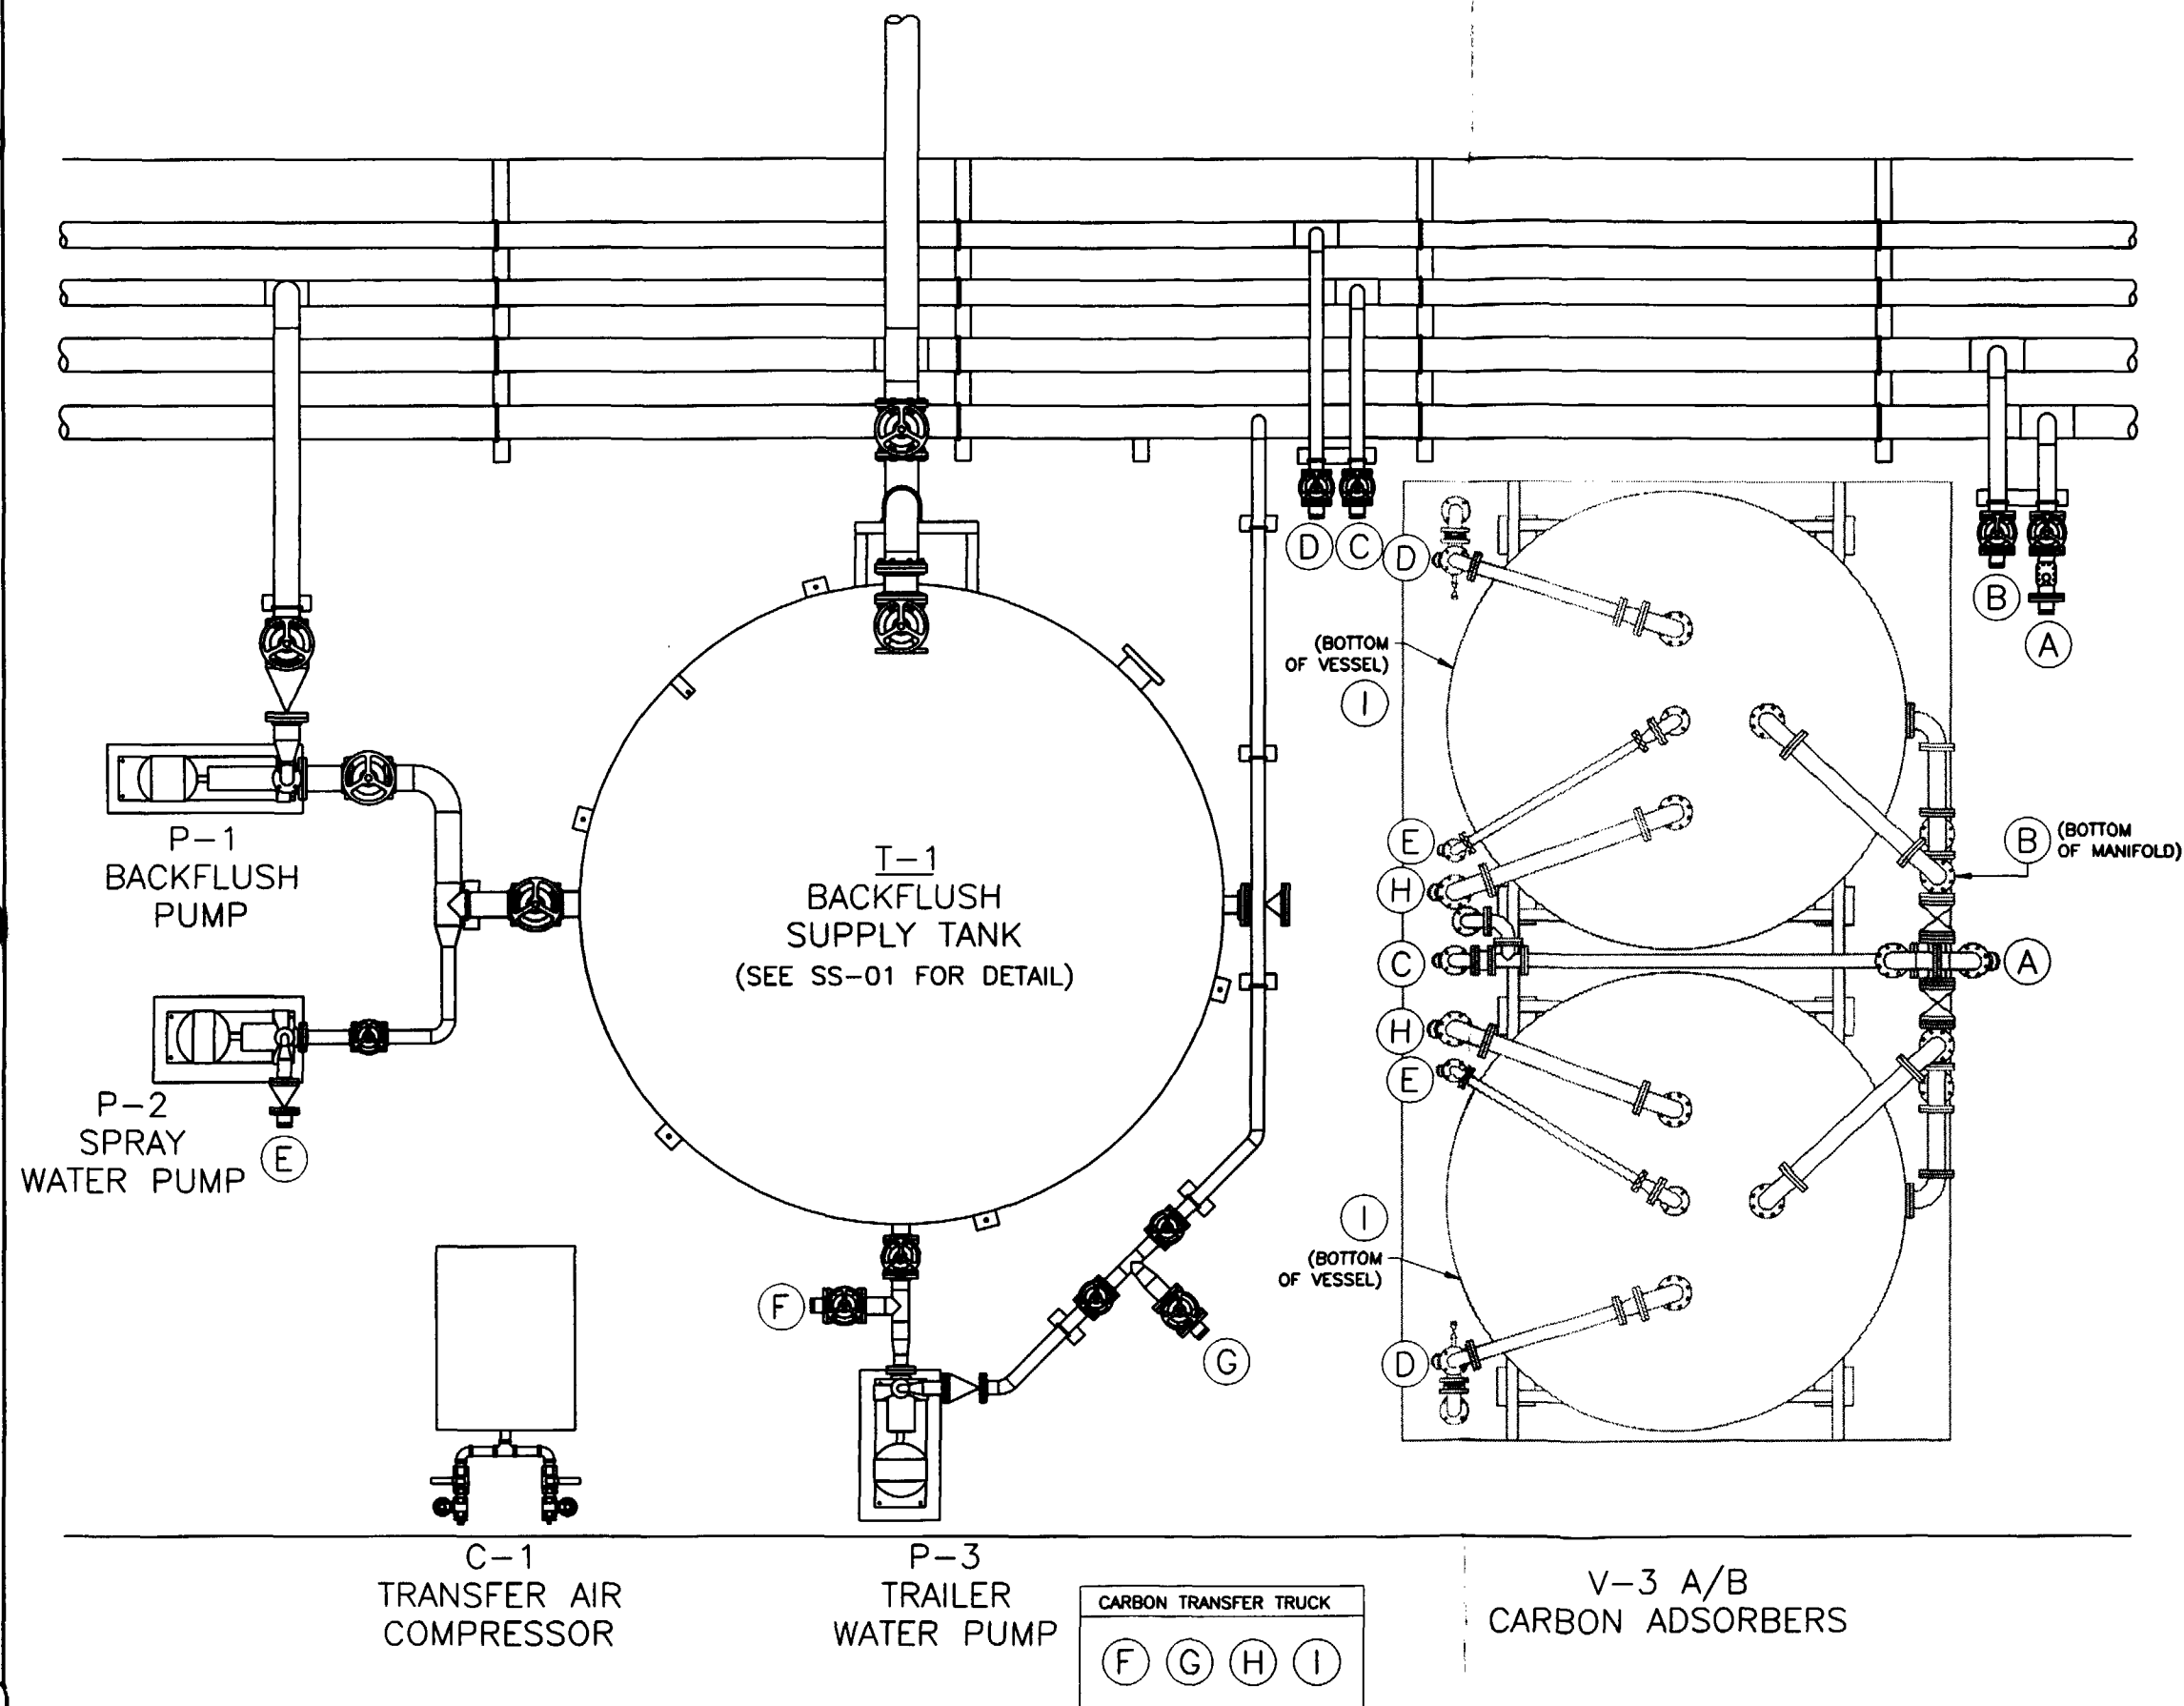 D
C
D
B
A
(BOTTOM
OF VESSEL)
I
P-1
BACKFLUSH
PUMP
T-1
BACKFLUSH
SUPPLY TANK
(SEE SS-01 FOR DETAIL)
E
H
C
H
E
B
(BOTTOM
OF MANIFOLD)
A
P-2
SPRAY
WATER PUMP
E
I
(BOTTOM
OF VESSEL)
F
G
D
C-1
TRANSFER AIR
COMPRESSOR
P-3
TRAILER
WATER PUMP
CARBON TRANSFER TRUCK
F G H I
V-3 A/B
CARBON ADSORBERS